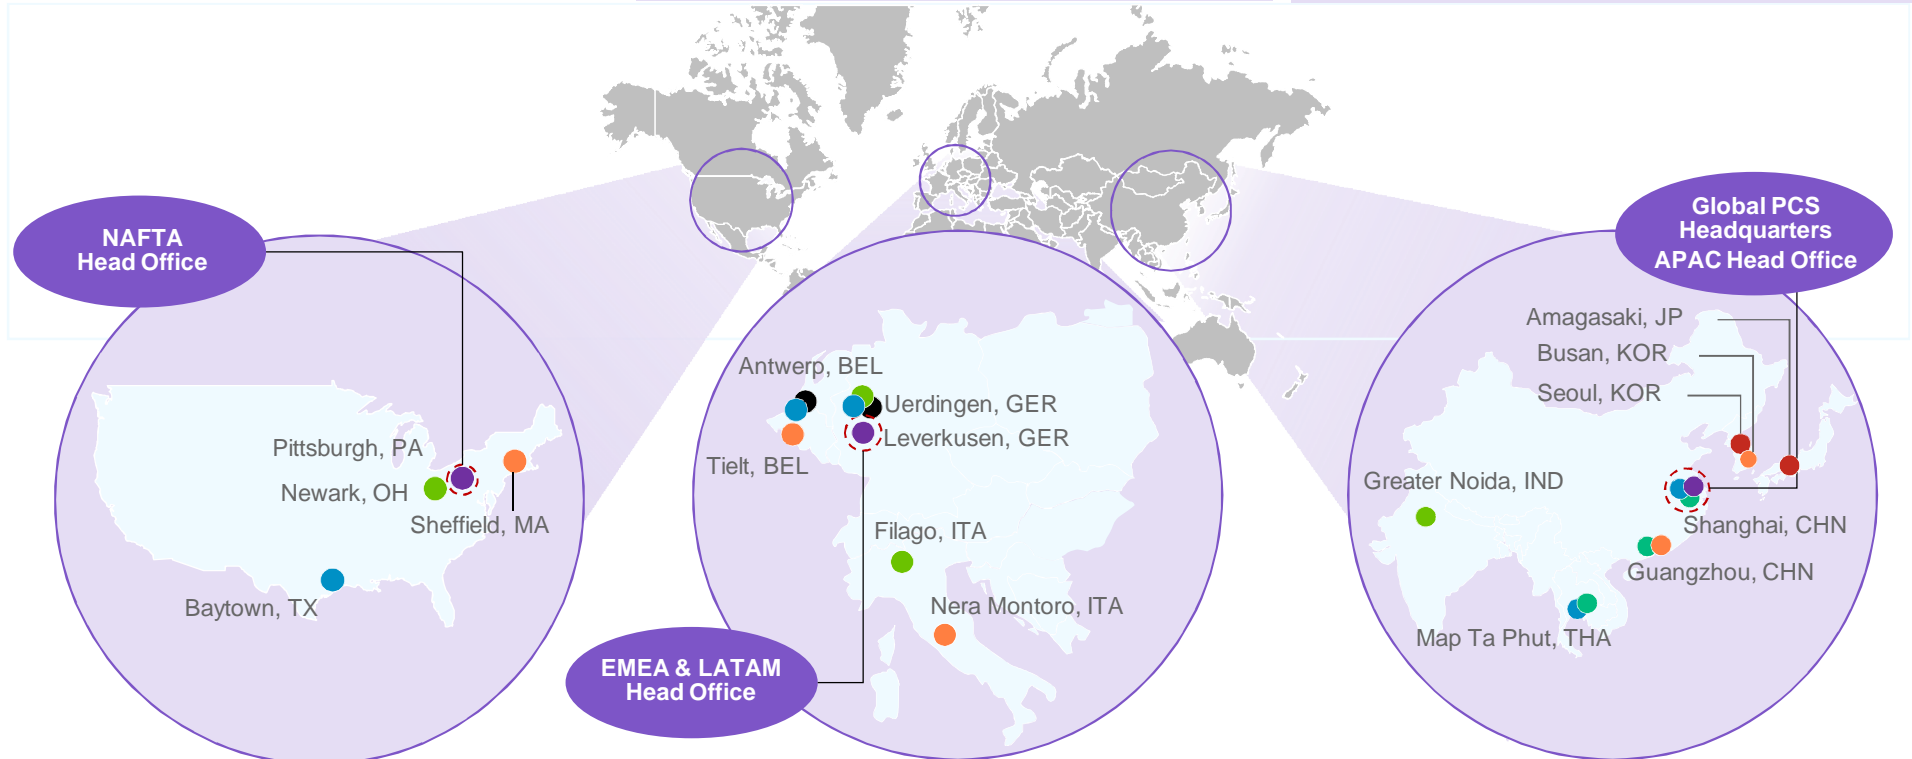 NAFTA
Head Office
Pittsburgh, PA
Newark, OH
Sheffield, MA
Baytown, TX
Antwerp, BEL
Uerdingen, GER
Leverkusen, GER
Tielt, BEL
Filago, ITA
Nera Montoro, ITA
EMEA & LATAM
Head Office
Global PCS
Headquarters
APAC Head Office
Amagasaki, JP
Busan, KOR
Seoul, KOR
Greater Noida, IND
Shanghai, CHN
Guangzhou, CHN
Map Ta Phut, THA